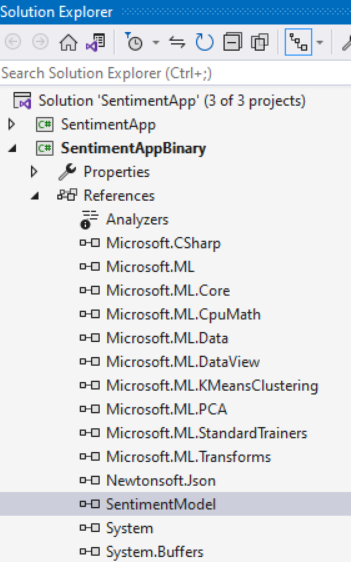 Solution Explorer
Search Solution Explorer (Ctrl+;)
Solution 'SentimentApp' (3 of 3 projects)
C# SentimentApp
C# SentimentAppBinary
Properties
References
Analyzers
Microsoft.CSharp
Microsoft.ML
Microsoft.ML.Core
Microsoft.ML.CpuMath
Microsoft.ML.Data
Microsoft.ML.DataView
Microsoft.ML.KMeansClustering
Microsoft.ML.PCA
Microsoft.ML.StandardTrainers
Microsoft.ML.Transforms
Newtonsoft.Json
SentimentModel
System
System.Buffers